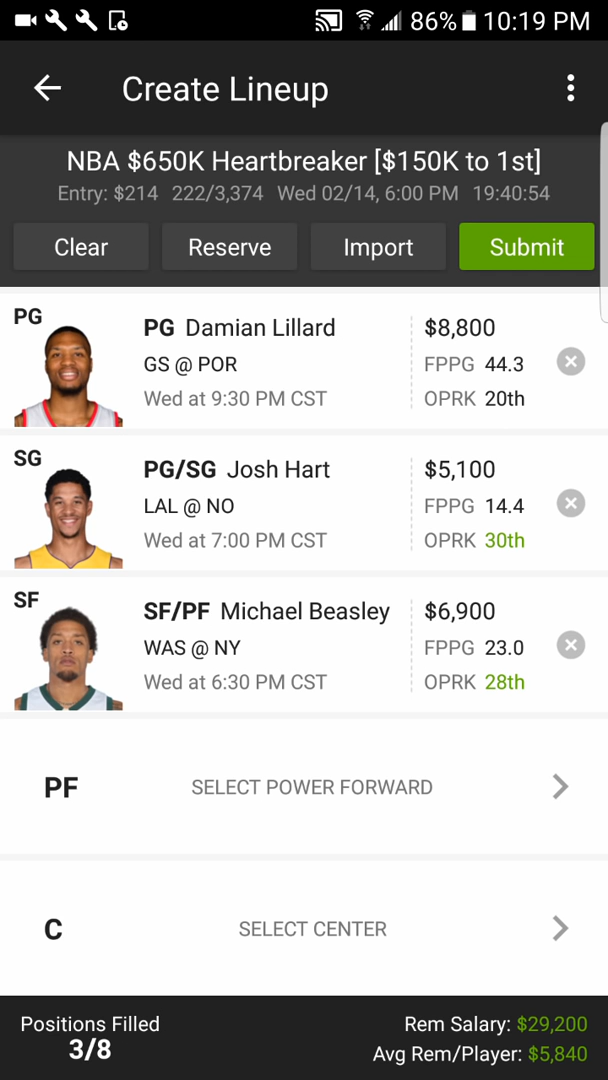 86% 10:19 PM
Create Lineup
NBA $650K Heartbreaker [$150K to 1st]
Entry: $214 222/3,374 Wed 02/14, 6:00 PM 19:40:54
Clear Reserve Import Submit
PG
PG Damian Lillard $8,800
GS @ POR FPPG 44.3
Wed at 9:30 PM CST OPRK 20th
SG
PG/SG Josh Hart $5,100
LAL @ NO FPPG 14.4
Wed at 7:00 PM CST OPRK 30th
SF
SF/PF Michael Beasley $6,900
WAS @ NY FPPG 23.0
Wed at 6:30 PM CST OPRK 28th
PF SELECT POWER FORWARD
C SELECT CENTER
Positions Filled Rem Salary: $29,200
3/8 Avg Rem/Player: $5,840